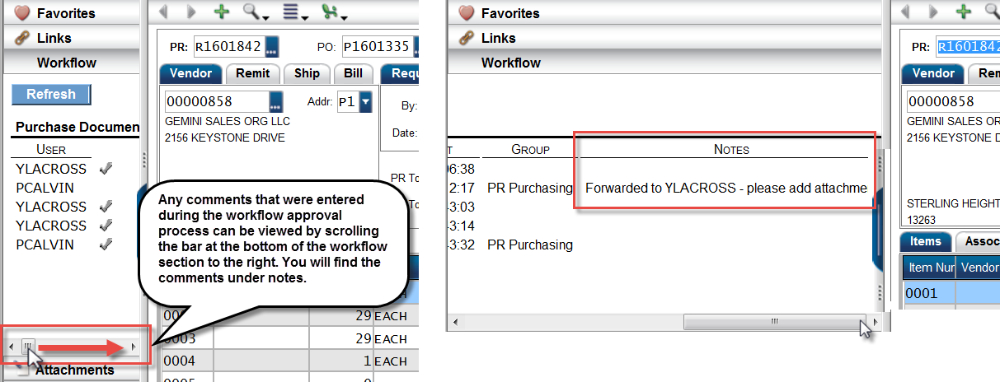 Favorites
Links
Workflow
Refresh
Purchase Documen
USER
YLACROSS
PCALVIN
YLACROSS
YLACROSS
PCALVIN
Attachments
PR: R1601842 ... PO: P1601335 ...
Vendor Remit Ship Bill Requ
00000858 ... Addr: P1
GEMINI SALES ORG LLC
2156 KEYSTONE DRIVE
By:
Date:
PR To
To
Any comments that were entered
during the workflow approval
process can be viewed by scrolling
the bar at the bottom of the workflow
section to the right. You will find the
comments under notes.
29 EACH
0003 29 EACH
0004 1 EACH
0005 0
Favorites
Links
Workflow
T GROUP NOTES
06:38
2:17 PR Purchasing Forwarded to YLACROSS - please add attachme
43:03
43:14
43:32 PR Purchasing
PR: R1601842
Vendor Rem
00000858
GEMINI SALES OR
2156 KEYSTONE D
STERLING HEIGHT
13263
Items Assoc
Item Nur Vendor
0001